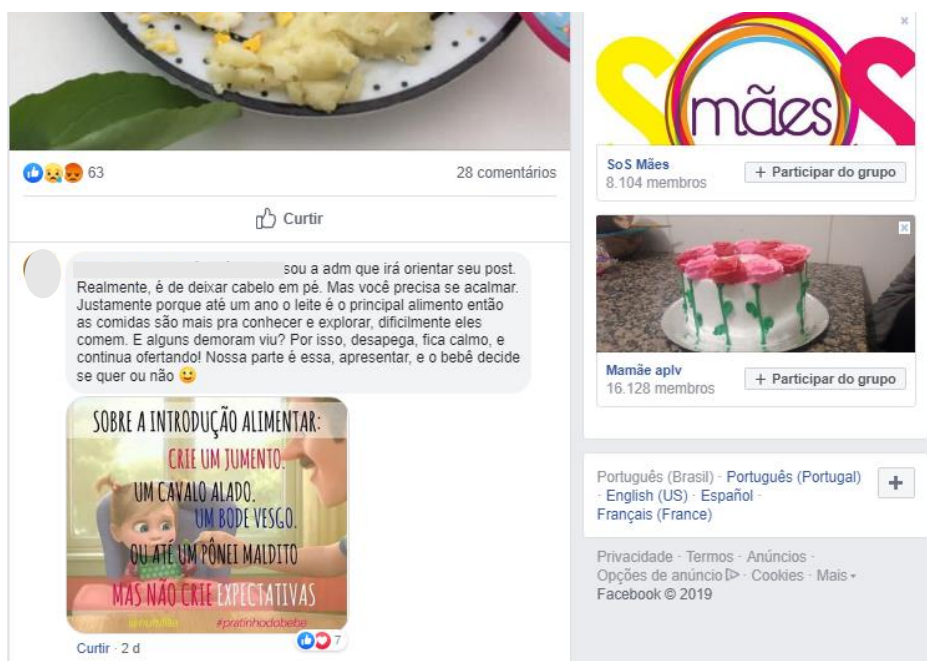 63
28 comentários
Curtir
sou a adm que irá orientar seu post.
Realmente, é de deixar cabelo em pé. Mas você precisa se acalmar.
Justamente porque até um ano o leite é o principal alimento então
as comidas são mais pra conhecer e explorar, dificilmente eles
comem. E alguns demoram viu? Por isso, desapega, fica calmo, e
continua ofertando! Nossa parte é essa, apresentar, e o bebê decide
se quer ou não
SOBRE A INTRODUÇÃO ALIMENTAR:
CRIE UM JUMENTO.
UM CAVALO ALADO.
UM BODE VESGO.
OU ATÉ UM PÔNEI MALDITO
MAS NÃO CRIE EXPECTATIVAS
#pratinhodobebe
7
Curtir · 2 d
SOS
mães
SoS Mães
8.104 membros
+ Participar do grupo
Mamãe aplv
16.128 membros
+ Participar do grupo
Português (Brasil) · Português (Portugal)
· English (US) · Español ·
Français (France)
Privacidade · Termos · Anúncios ·
Opções de anúncio · Cookies · Mais
Facebook © 2019